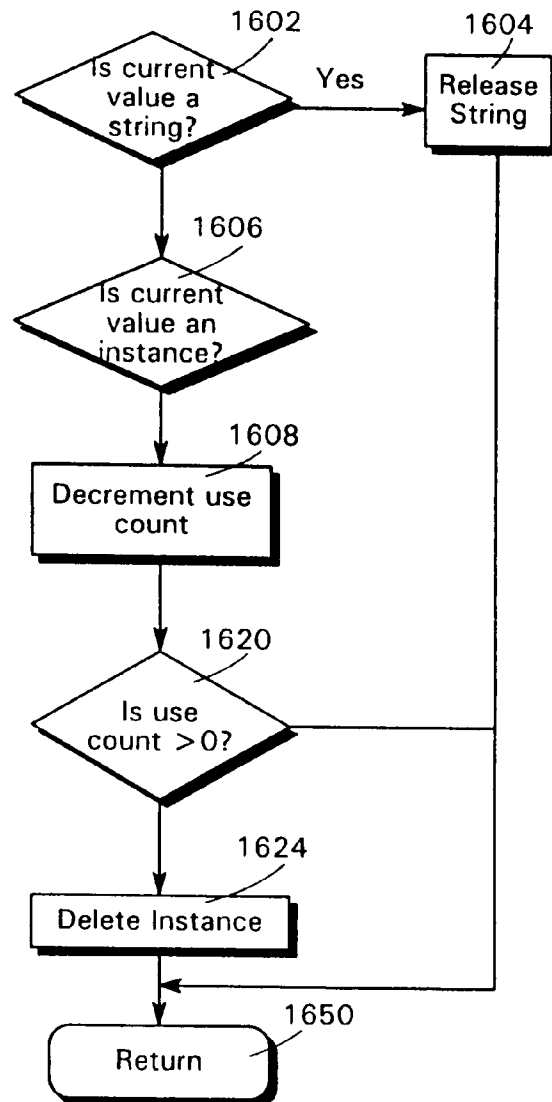 1602
Is current
value a
string?
Yes
1604
Release
String
1606
Is current
value an
instance?
1608
Decrement use
count
1620
Is use
count >0?
1624
Delete Instance
1650
Return